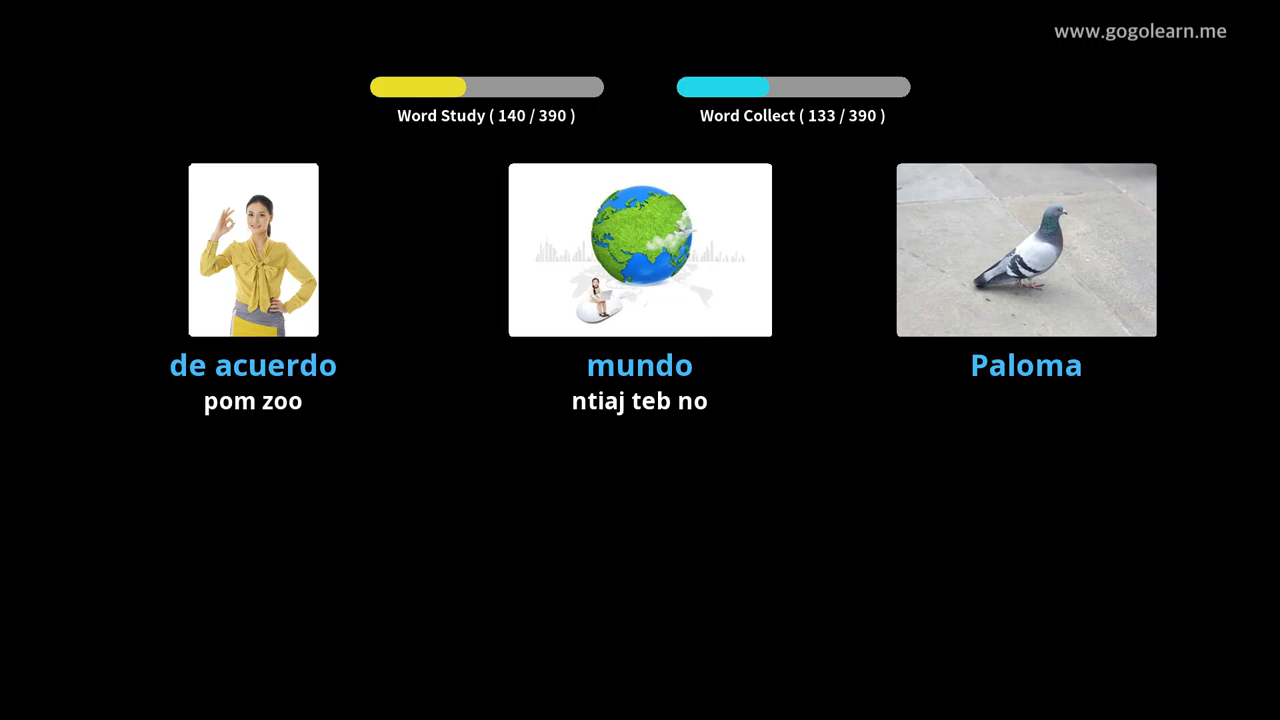 www.gogolearn.me
Word Study ( 140 / 390 )
Word Collect ( 133 / 390 )
de acuerdo
pom zoo
mundo
ntiaj teb no
Paloma